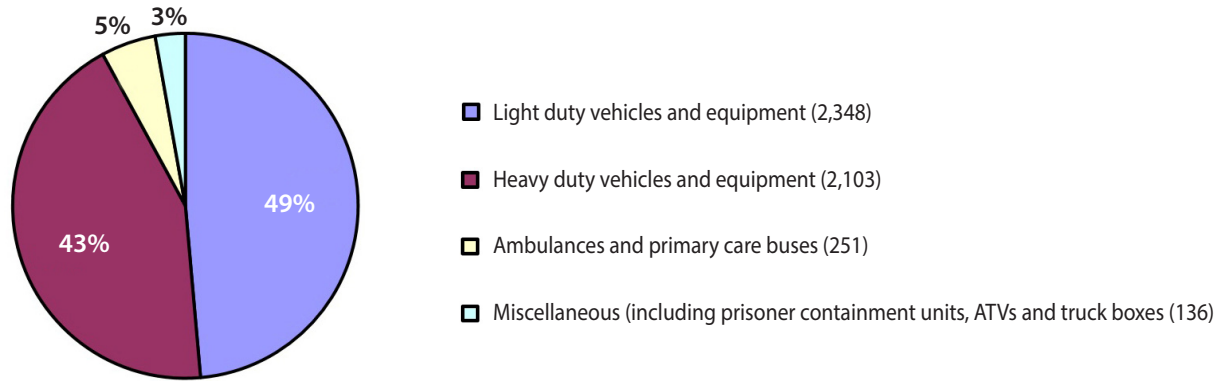 5%
3%
49%
43%
Light duty vehicles and equipment (2,348)
Heavy duty vehicles and equipment (2,103)
Ambulances and primary care buses (251)
Miscellaneous (including prisoner containment units, ATVs and truck boxes (136)